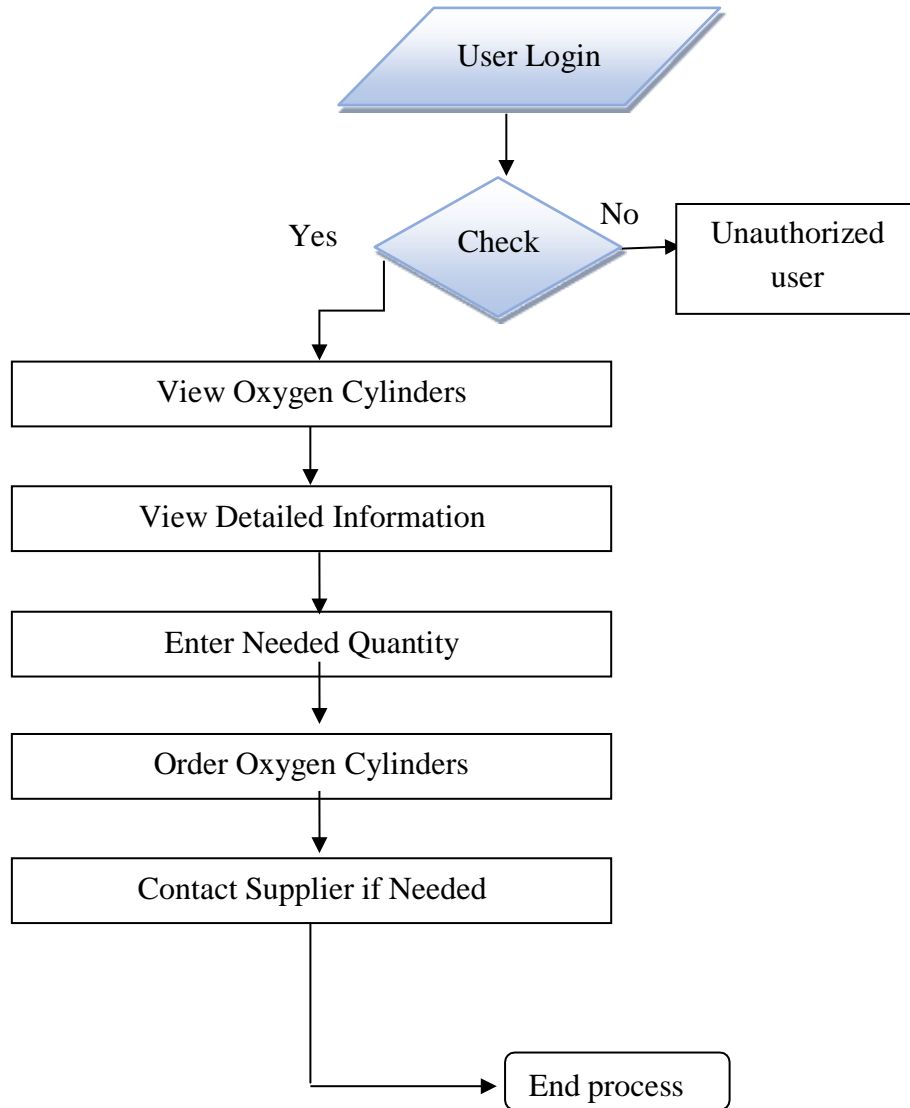 User Login
Yes
Check
No
Unauthorized
user
View Oxygen Cylinders
View Detailed Information
Enter Needed Quantity
Order Oxygen Cylinders
Contact Supplier if Needed
End process